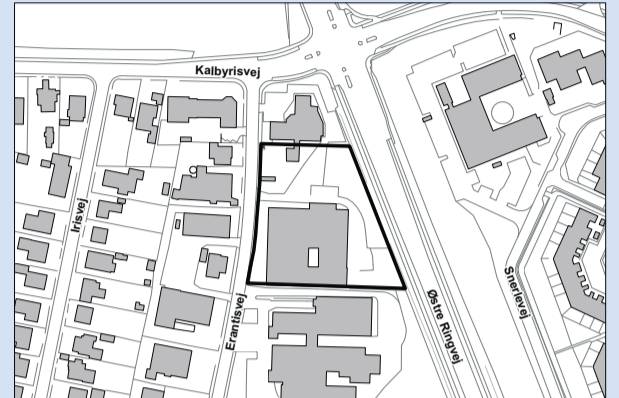 Kalbyrisvej
Irisvej
Erantisvej
Østre Ringvej
Snerlevej